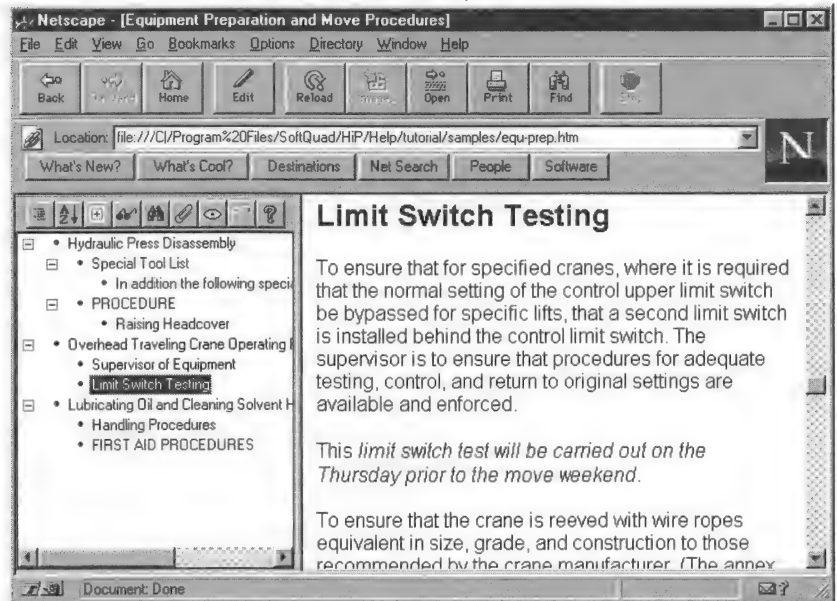 Netscape - [Equipment Preparation and Move Procedures]
File Edit View Go Bookmarks Options Directory Window Help
Back Home Edit Reload Open Print Find
Location: file:///C|/Program%20Files/SoftQuad/HiP/Help/tutorial/samples/equ-prep.htm
N
What's New? What's Cool? Destinations Net Search People Software
Hydraulic Press Disassembly
Special Tool List
In addition the following speci
PROCEDURE
Raising Headcover
Overhead Traveling Crane Operating
Supervisor of Equipment
Limit Switch Testing
Lubricating Oil and Cleaning Solvent H
Handling Procedures
FIRST AID PROCEDURES
Limit Switch Testing
To ensure that for specified cranes, where it is required
that the normal setting of the control upper limit switch
be bypassed for specific lifts, that a second limit switch
is installed behind the control limit switch. The
supervisor is to ensure that procedures for adequate
testing, control, and return to original settings are
available and enforced.
This limit switch test will be carried out on the
Thursday prior to the move weekend.
To ensure that the crane is reeved with wire ropes
equivalent in size, grade, and construction to those
recommended by the crane manufacturer. (The annex
Document: Done